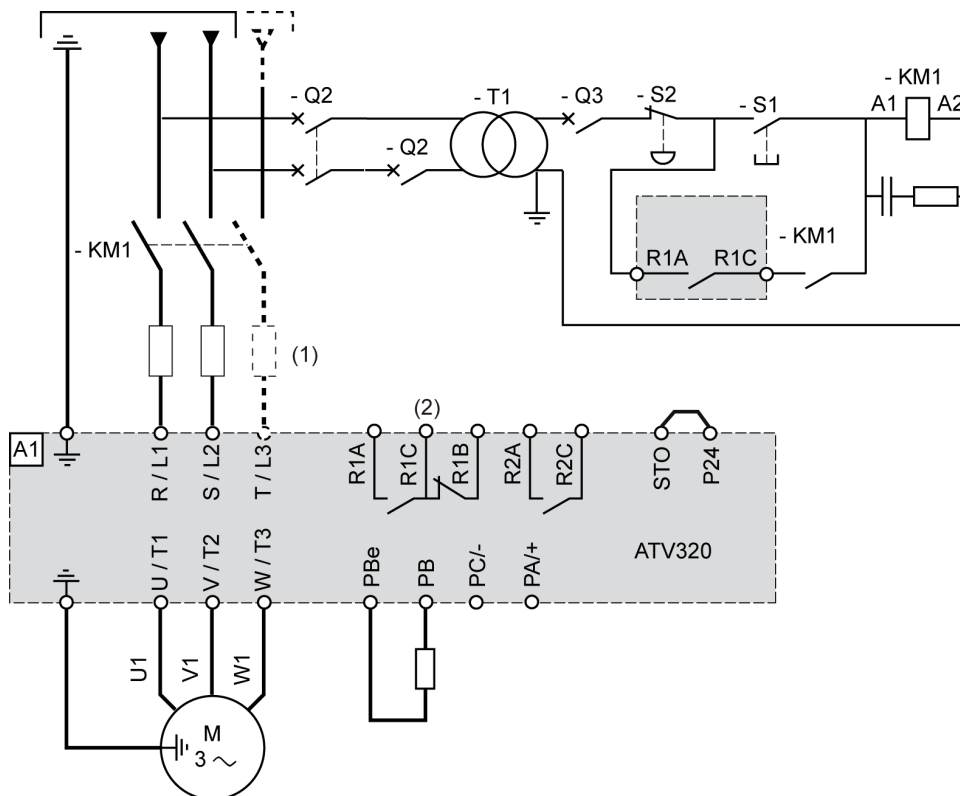 - Q2
- T1
- Q3
- S2
- S1
- KM1
A1
A2
- Q2
- KM1
R1A
R1C
- KM1
(1)
(2)
A1
R / L1
S / L2
T / L3
R1A
R1C
R1B
R2A
R2C
STO
P24
ATV320
U / T1
V / T2
W / T3
PBe
PB
PC/-
PA/+
U1
V1
W1
M
3 ~